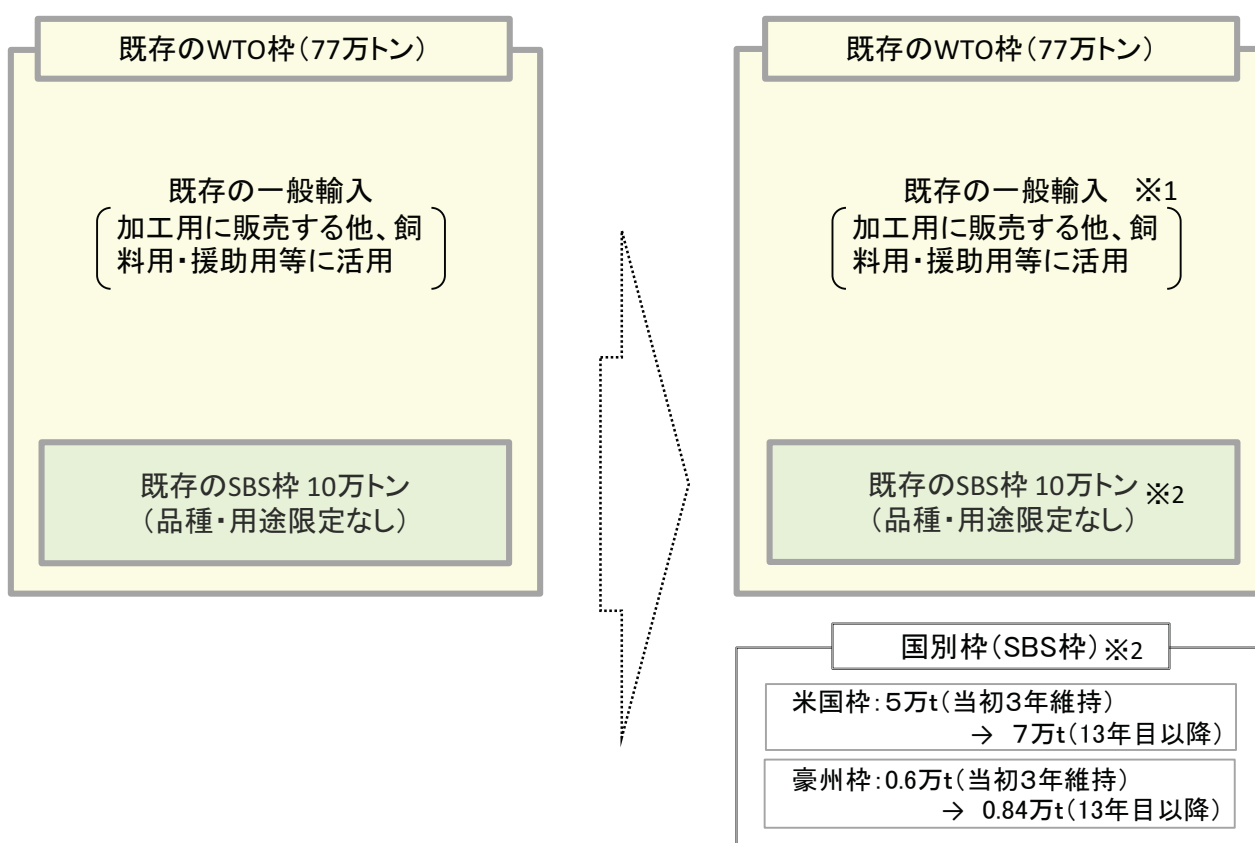 既存のWTO枠（77万トン）
既存の一般輸入
加工用に販売する他、飼
料用・援助用等に活用
既存のSBS枠 10万トン
（品種・用途限定なし）
既存のWTO枠（77万トン）
既存の一般輸入 ※1
加工用に販売する他、飼
料用・援助用等に活用
既存のSBS枠 10万トン ※2
（品種・用途限定なし）
国別枠（SBS枠）※2
米国枠：５万t（当初３年維持）
→ ７万t（13年目以降）
豪州枠：0.6万t（当初３年維持）
→ 0.84万t（13年目以降）